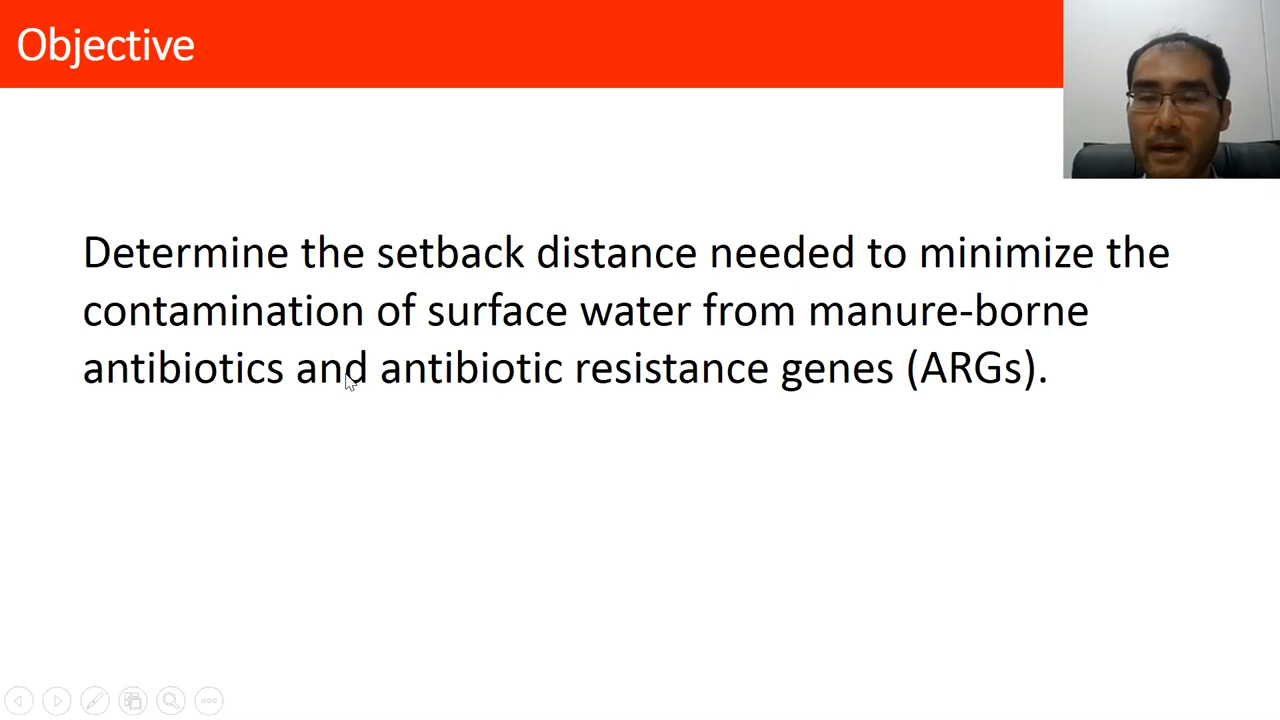 Objective
Determine the setback distance needed to minimize the
contamination of surface water from manure-borne
antibiotics and antibiotic resistance genes (ARGs).